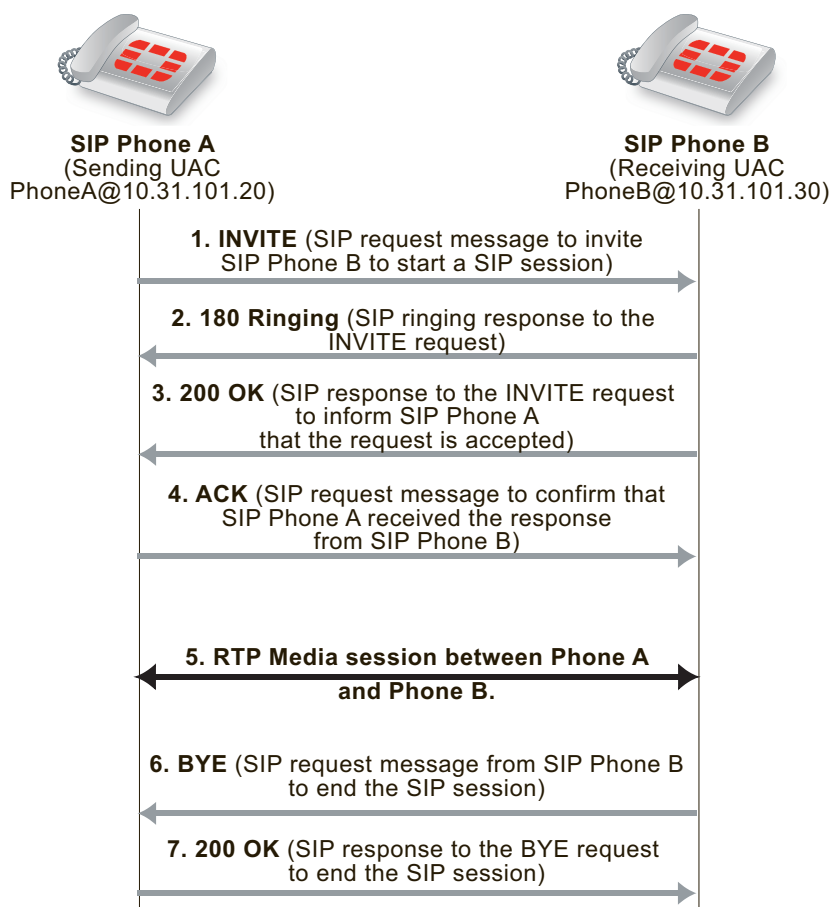 SIP Phone A
(Sending UAC
PhoneA@10.31.101.20)
SIP Phone B
(Receiving UAC
PhoneB@10.31.101.30)
1. INVITE (SIP request message to invite
SIP Phone B to start a SIP session)
2. 180 Ringing (SIP ringing response to the
INVITE request)
3. 200 OK (SIP response to the INVITE request
to inform SIP Phone A
that the request is accepted)
4. ACK (SIP request message to confirm that
SIP Phone A received the response
from SIP Phone B)
5. RTP Media session between Phone A
and Phone B.
6. BYE (SIP request message from SIP Phone B
to end the SIP session)
7. 200 OK (SIP response to the BYE request
to end the SIP session)